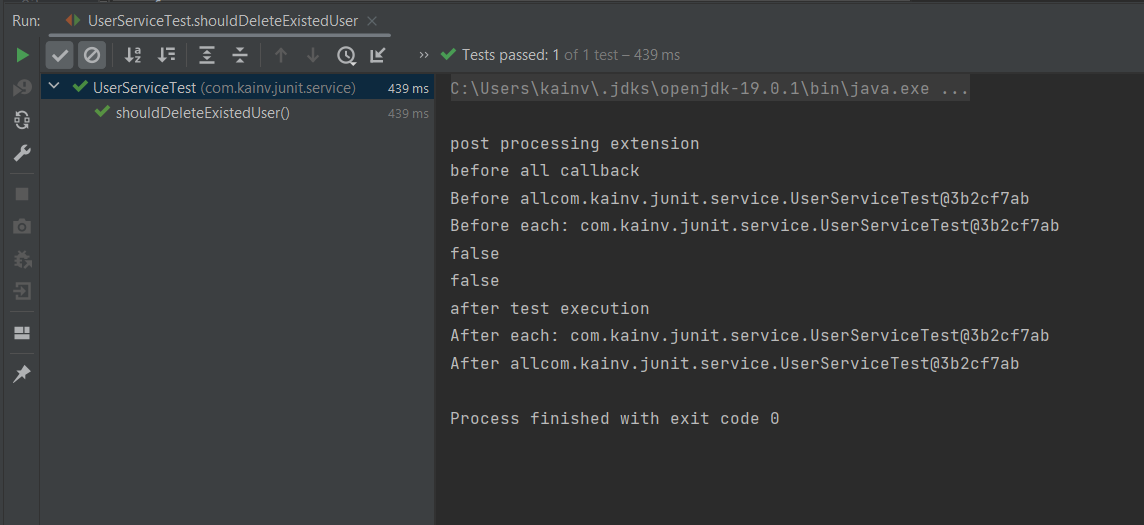 Run: UserServiceTest.shouldDeleteExistedUser
Tests passed: 1 of 1 test – 439 ms
UserServiceTest (com.kainv.junit.service) 439 ms
shouldDeleteExistedUser() 439 ms
C:\Users\kainv\.jdks\openjdk-19.0.1\bin\java.exe ...
post processing extension
before all callback
Before allcom.kainv.junit.service.UserServiceTest@3b2cf7ab
Before each: com.kainv.junit.service.UserServiceTest@3b2cf7ab
false
false
after test execution
After each: com.kainv.junit.service.UserServiceTest@3b2cf7ab
After allcom.kainv.junit.service.UserServiceTest@3b2cf7ab
Process finished with exit code 0